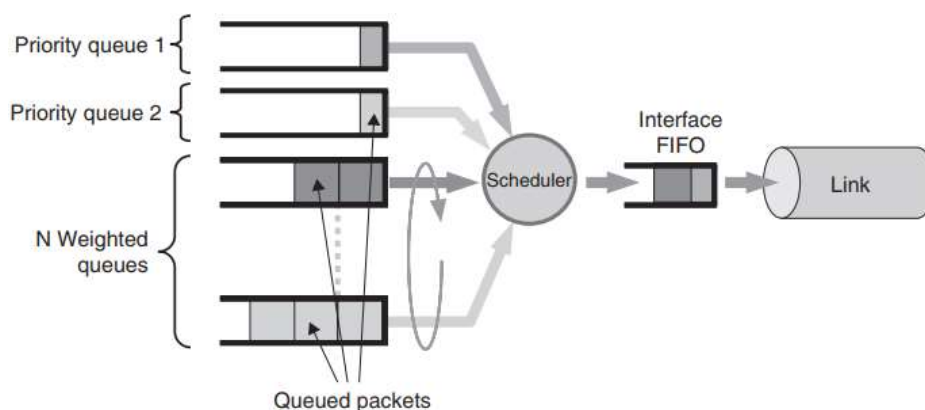 Priority queue 1
Priority queue 2
Interface
FIFO
Scheduler
Link
N Weighted
queues
Queued packets